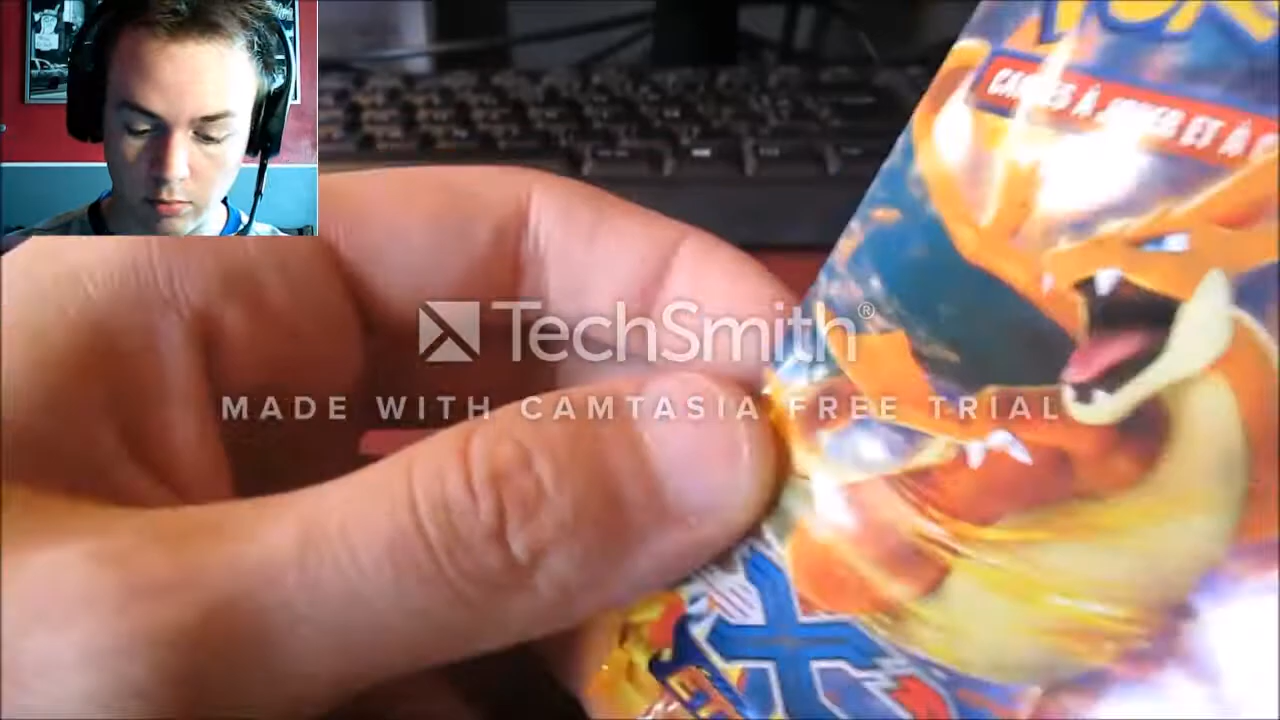 CARTES À JOUER ET À
TechSmith®
MADE WITH CAMTASIA FREE TRIAL
X